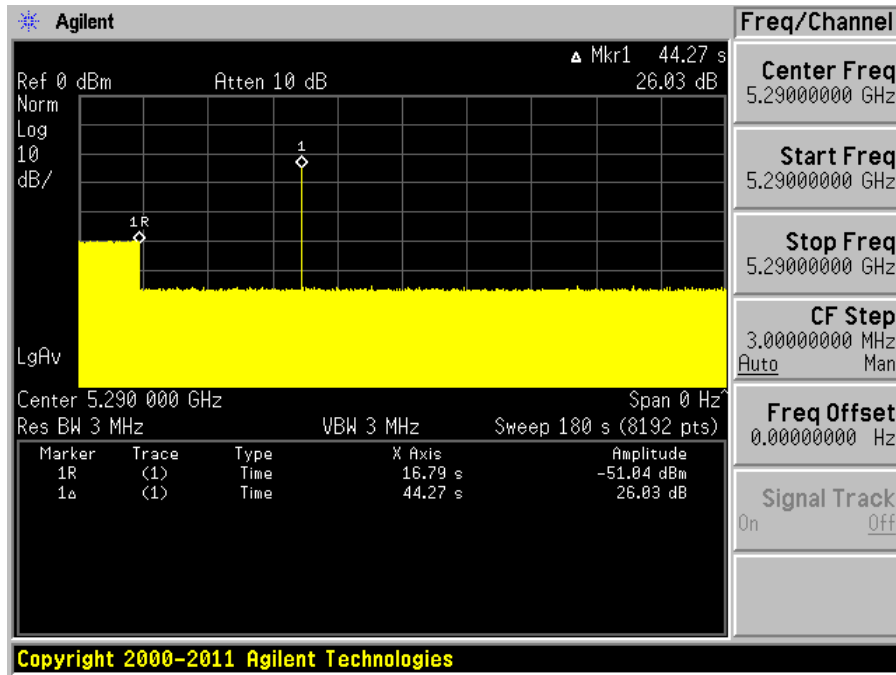 Agilent
Freq/Channel
Δ Mkr1 44.27 s
Ref 0 dBm Atten 10 dB 26.03 dB
Norm
Log
10
dB/
1
1R
LgAv
Center 5.290 000 GHz Span 0 Hz^
Res BW 3 MHz VBW 3 MHz Sweep 180 s (8192 pts)
Marker Trace Type X Axis Amplitude
1R (1) Time 16.79 s -51.04 dBm
1Δ (1) Time 44.27 s 26.03 dB
Center Freq
5.29000000 GHz
Start Freq
5.29000000 GHz
Stop Freq
5.29000000 GHz
CF Step
3.00000000 MHz
Auto Man
Freq Offset
0.00000000 Hz
Signal Track
On Off
Copyright 2000-2011 Agilent Technologies